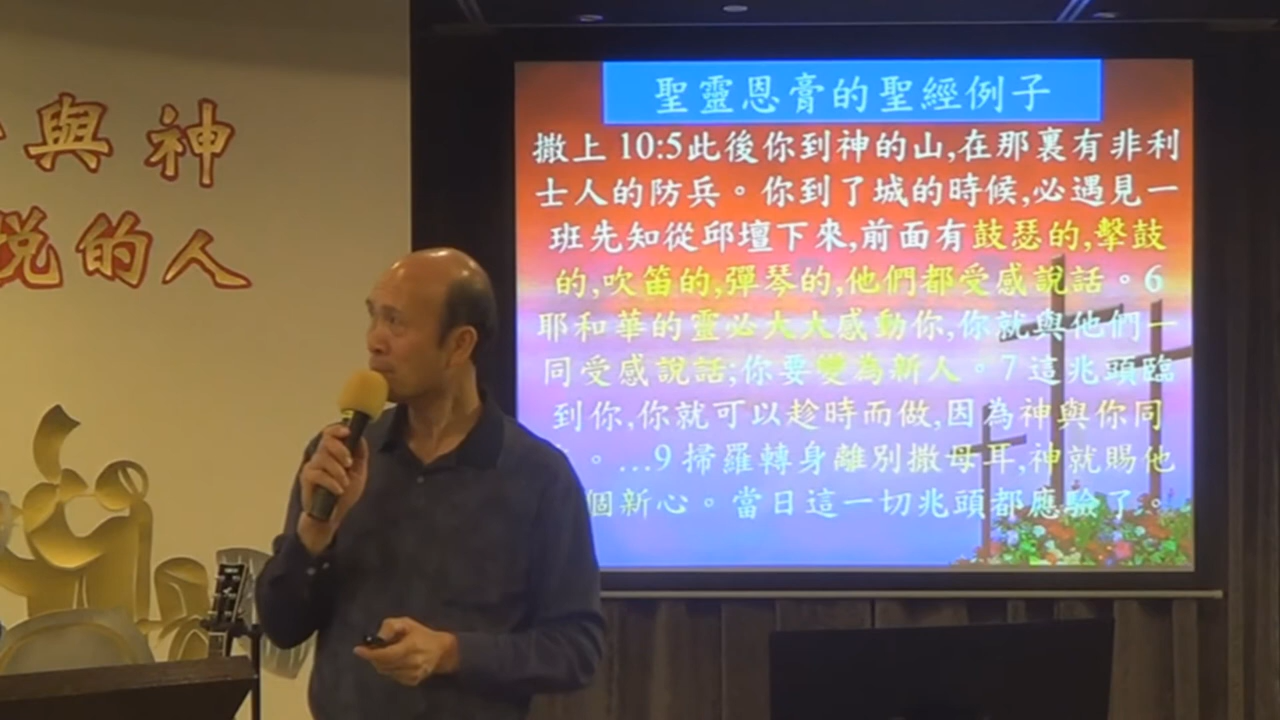 與神
悅的人
聖靈恩膏的聖經例子
撒上 10:5此後你到神的山,在那裏有非利
士人的防兵。你到了城的時候,必遇見一
班先知從邱壇下來,前面有鼓瑟的,擊鼓
的,吹笛的,彈琴的,他們都受感說話。6
耶和華的靈必大大感動你,你就與他們一
同受感說話;你要變為新人。7 這兆頭臨
到你,你就可以趁時而做,因為神與你同
。…9 掃羅轉身離別撒母耳,神就賜他
個新心。當日這一切兆頭都應驗了。